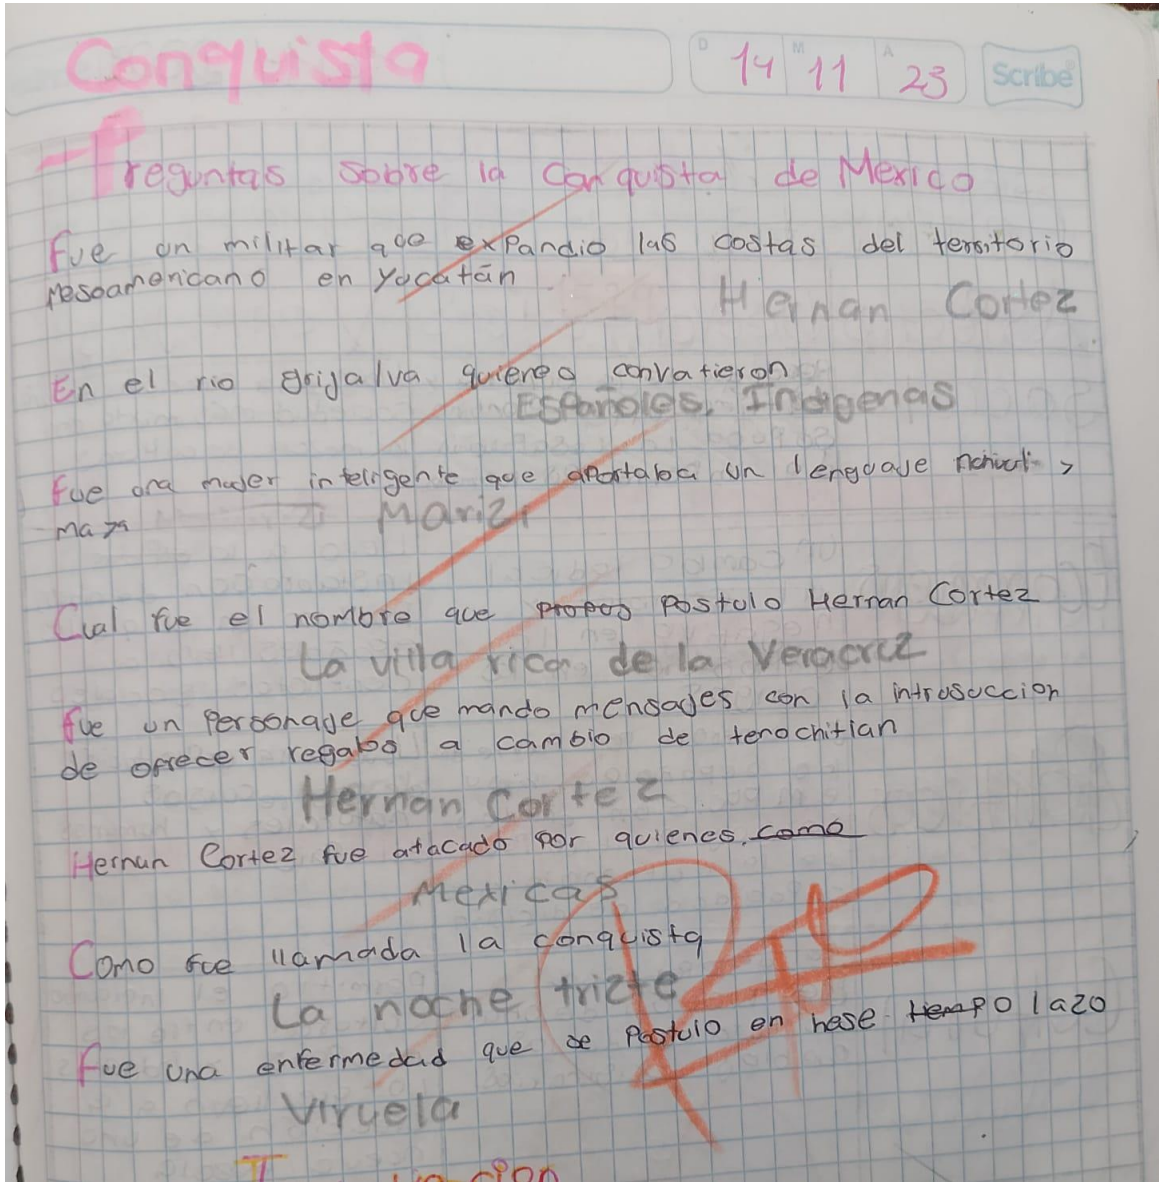 Conquista
D 14 M 11 A 23 Scribe
Preguntas sobre la Conquista de Mexico
Fue un militar que expandio las costas del territorio
mesoamericano en Yucatán
Hernan Cortez
En el rio grijalva quienes convatieron
Españoles, Indigenas
Fue una mujer inteligente que aportaba un lenguaje
maya
Cual fue el nombre que propos postulo Hernan Cortez
La villa rica de la Veracruz
Fue un personaje que mando mensajes con la introsuccion
de ofrecer regalos a cambio de tenochitlan
Hernan Cortez
Hernan Cortez fue atacado por quienes. como
Mexicas
Como fue llamada la conquista
La noche trizte
Fue una enfermedad que se postulo en hese tiempo lazo
Viruela